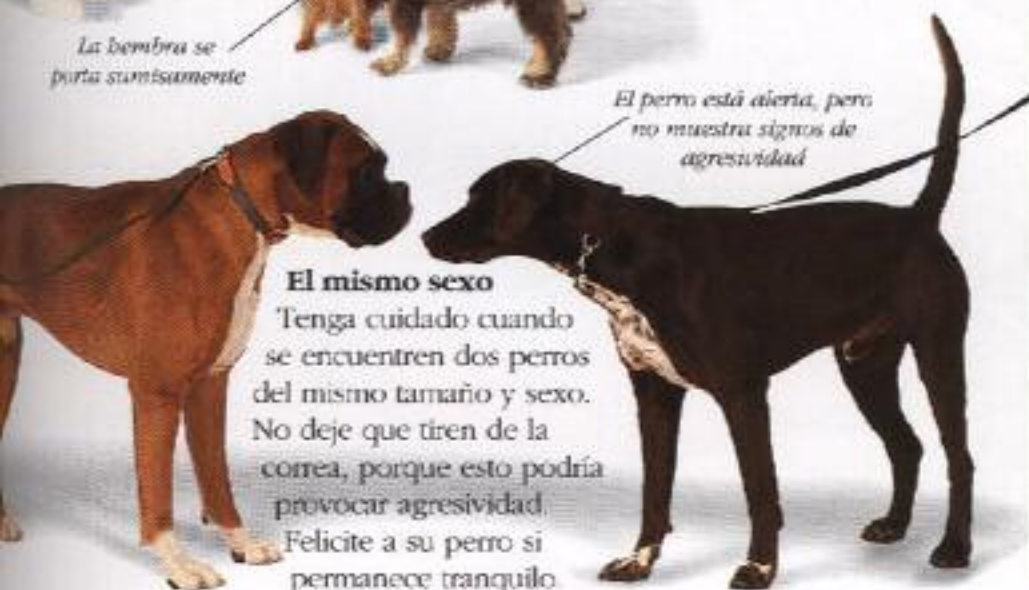 La hembra se
porta sumisamente
El perro está alerta, pero
no muestra signos de
agresividad
El mismo sexo
Tenga cuidado cuando
se encuentren dos perros
del mismo tamaño y sexo.
No deje que tiren de la
correa, porque esto podría
provocar agresividad.
Felicite a su perro si
permanece tranquilo.